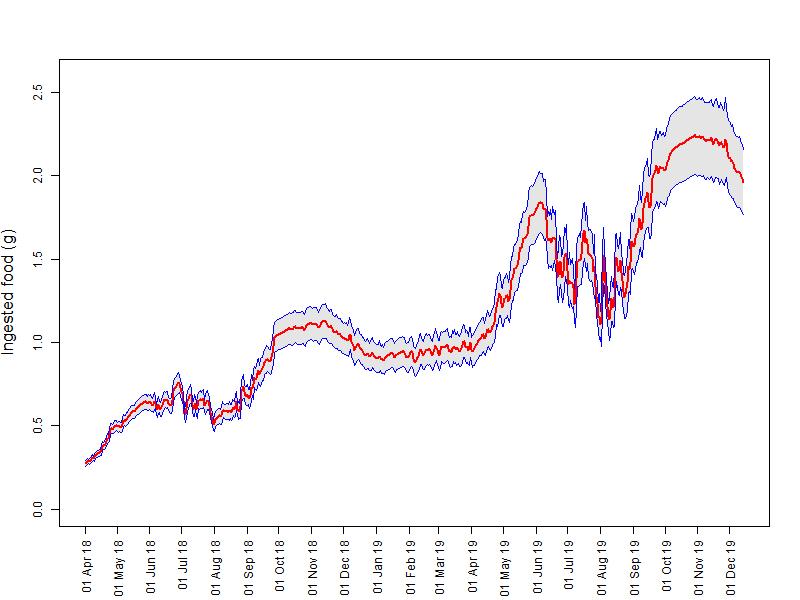 Ingested food (g)
2.5
2.0
1.5
1.0
0.5
0.0
01 Apr 18
01 May 18
01 Jun 18
01 Jul 18
01 Aug 18
01 Sep 18
01 Oct 18
01 Nov 18
01 Dec 18
01 Jan 19
01 Feb 19
01 Mar 19
01 Apr 19
01 May 19
01 Jun 19
01 Jul 19
01 Aug 19
01 Sep 19
01 Oct 19
01 Nov 19
01 Dec 19